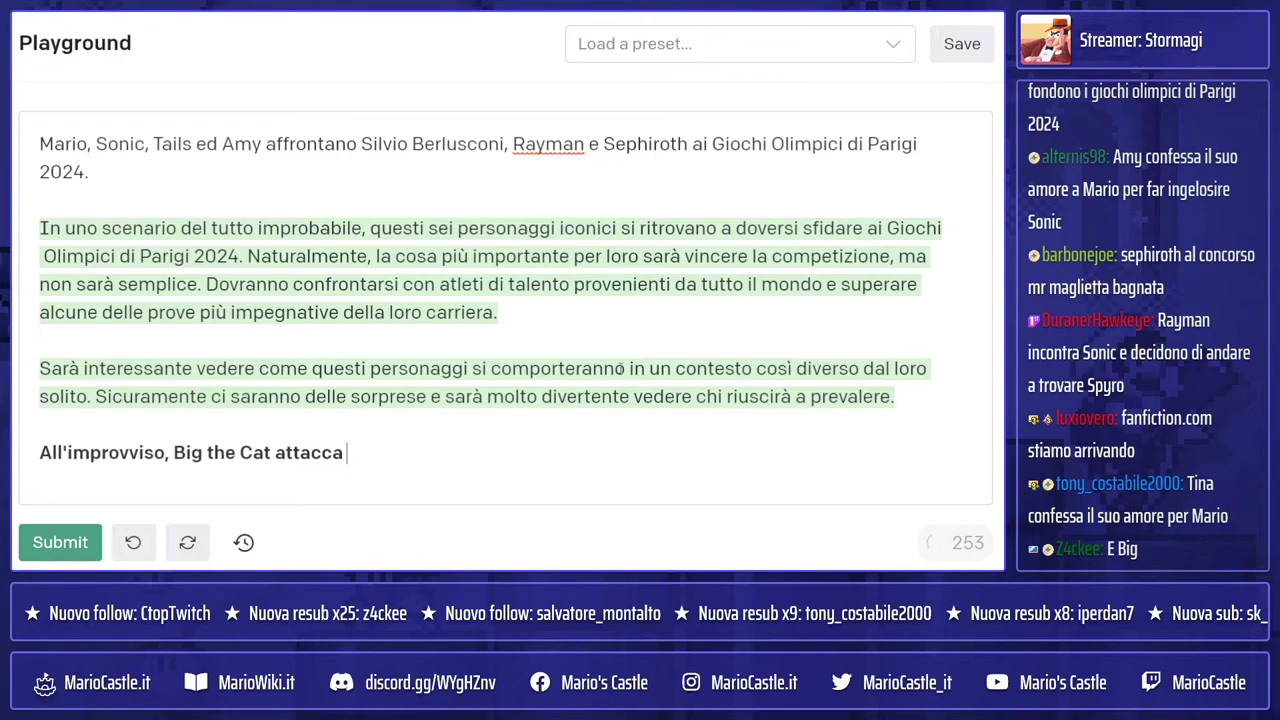 Playground
Load a preset...
Save
Mario, Sonic, Tails ed Amy affrontano Silvio Berlusconi, Rayman e Sephiroth ai Giochi Olimpici di Parigi
2024.
In uno scenario del tutto improbabile, questi sei personaggi iconici si ritrovano a doversi sfidare ai Giochi
Olimpici di Parigi 2024. Naturalmente, la cosa più importante per loro sarà vincere la competizione, ma
non sarà semplice. Dovranno confrontarsi con atleti di talento provenienti da tutto il mondo e superare
alcune delle prove più impegnative della loro carriera.
Sarà interessante vedere come questi personaggi si comporteranno in un contesto così diverso dal loro
solito. Sicuramente ci saranno delle sorprese e sarà molto divertente vedere chi riuscirà a prevalere.
All'improvviso, Big the Cat attacca
Submit
253
Streamer: Stormagi
fondono i giochi olimpici di Parigi
2024
alternis98: Amy confessa il suo
amore a Mario per far ingelosire
Sonic
barbonejoe: sephiroth al concorso
mr maglietta bagnata
DuranerHawkeye: Rayman
incontra Sonic e decidono di andare
a trovare Spyro
luxiovero: fanfiction.com
stiamo arrivando
tony_costabile2000: Tina
confessa il suo amore per Mario
Z4ckee: E Big
★ Nuovo follow: CtopTwitch ★ Nuova resub x25: z4ckee ★ Nuovo follow: salvatore_montalto ★ Nuova resub x9: tony_costabile2000 ★ Nuova resub x8: iperdan7 ★ Nuova sub: sk_
MarioCastle.it MarioWiki.it discord.gg/WYgHZnv Mario's Castle MarioCastle.it MarioCastle_it Mario's Castle MarioCastle